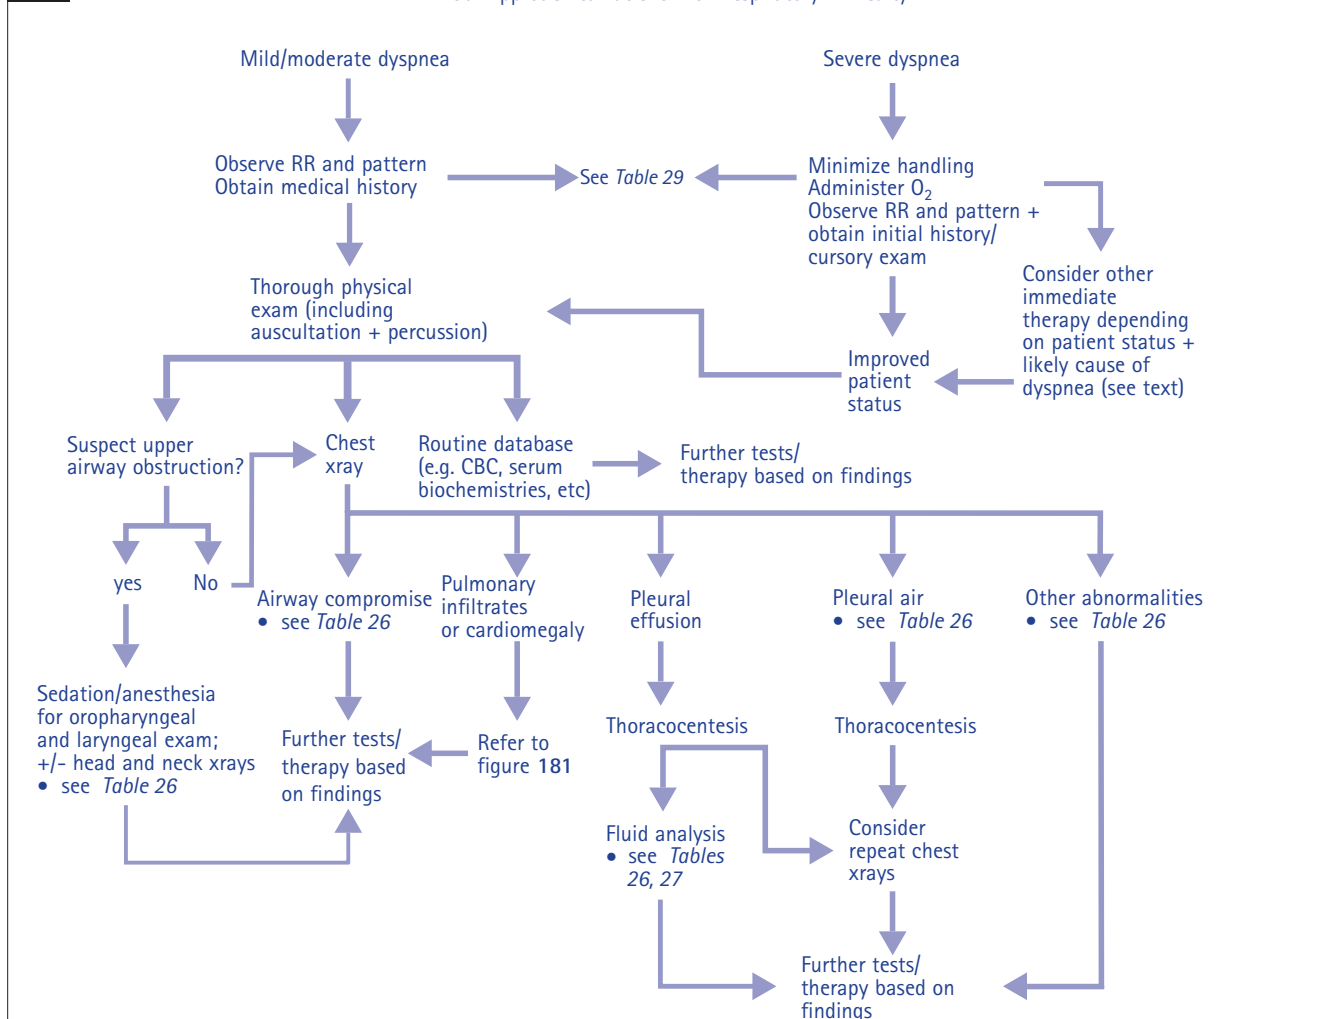 Mild/moderate dyspnea
Severe dyspnea
Observe RR and pattern
Obtain medical history
See Table 29
Minimize handling
Administer O2
Observe RR and pattern +
obtain initial history/
cursory exam
Consider other
immediate
therapy depending
on patient status +
likely cause of
dyspnea (see text)
Thorough physical
exam (including
auscultation + percussion)
Improved
patient
status
Suspect upper
airway obstruction?
Chest
xray
Routine database
(e.g. CBC, serum
biochemistries, etc)
Further tests/
therapy based on findings
yes
No
Airway compromise
• see Table 26
Pulmonary
infiltrates
or cardiomegaly
Pleural
effusion
Pleural air
• see Table 26
Other abnormalities
• see Table 26
Sedation/anesthesia
for oropharyngeal
and laryngeal exam;
+/- head and neck xrays
• see Table 26
Further tests/
therapy based
on findings
Refer to
figure 181
Thoracocentesis
Thoracocentesis
Fluid analysis
• see Tables
26, 27
Consider
repeat chest
xrays
Further tests/
therapy based on
findings